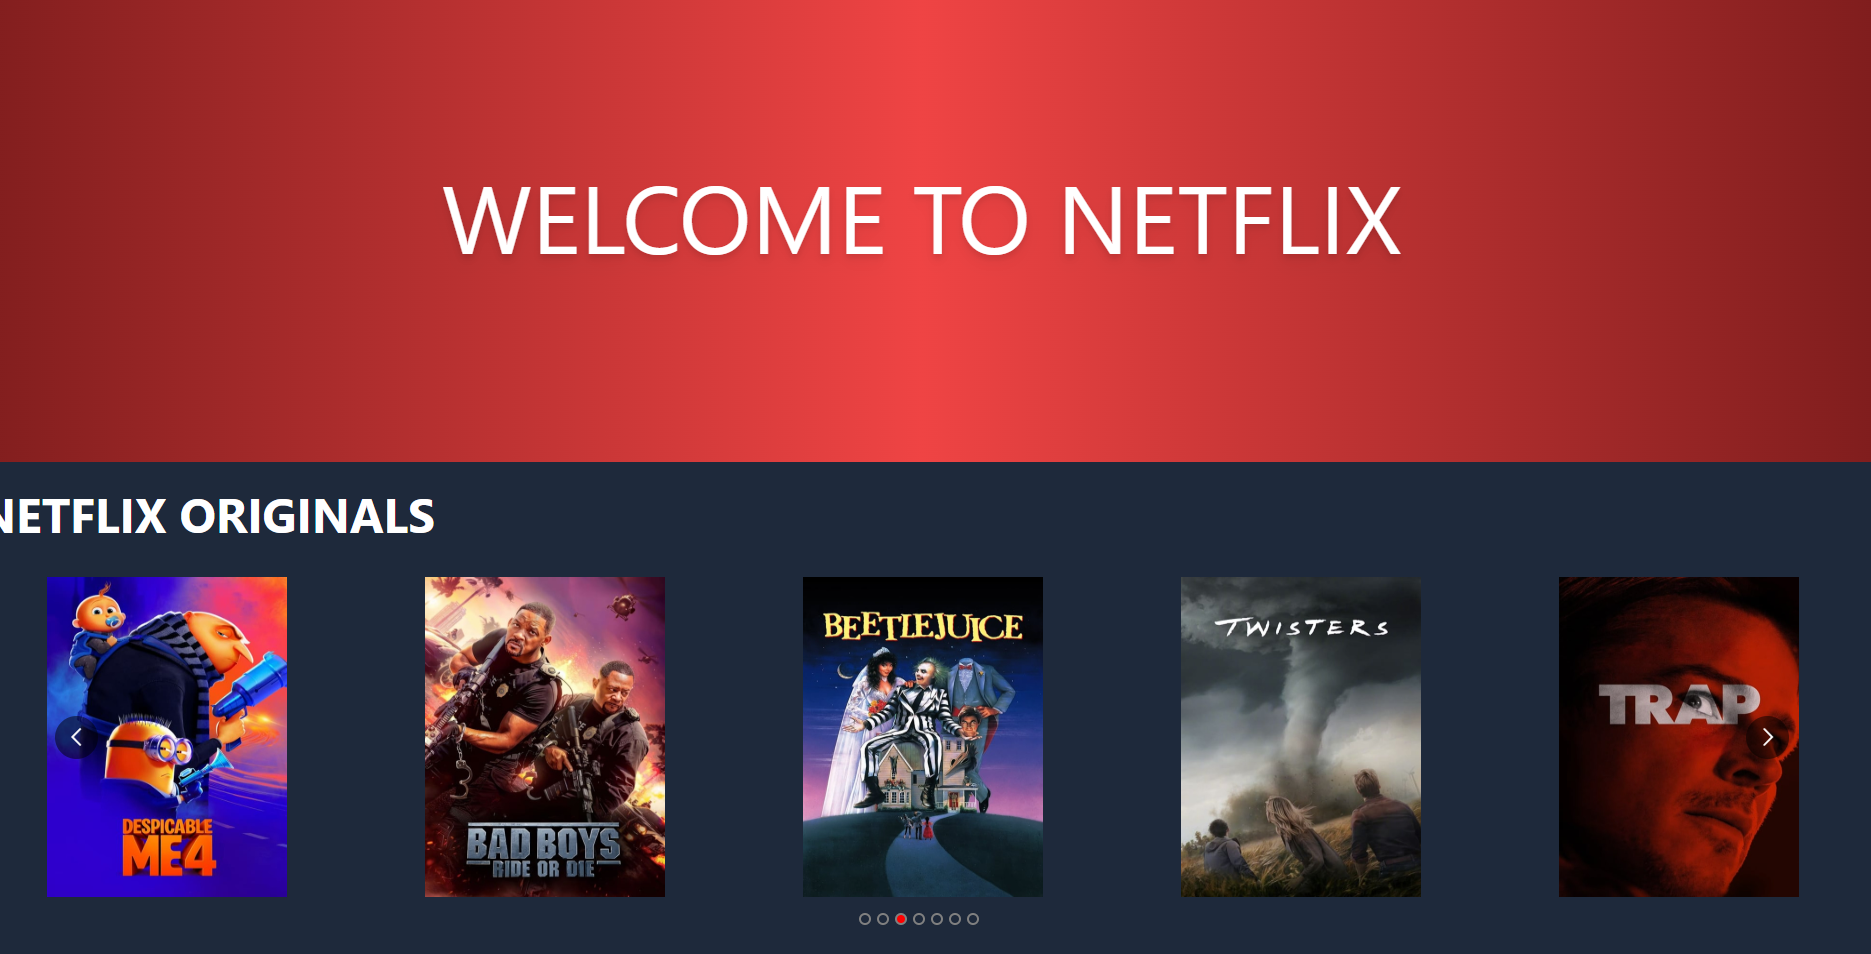 WELCOME TO NETFLIX
NETFLIX ORIGINALS
DESPICABLE
ME4
BAD BOYS
RIDE OR DIE
BEETLEJUICE
TWISTERS
TRAP